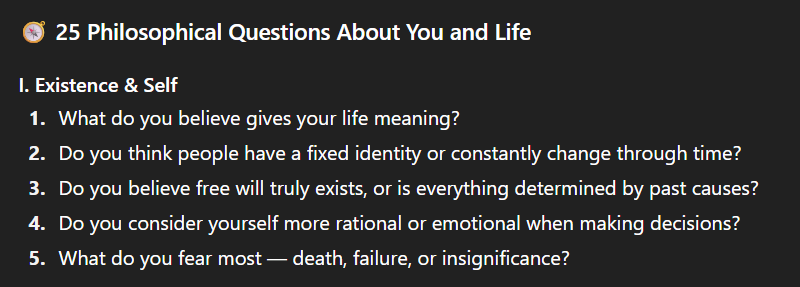 🧭 25 Philosophical Questions About You and Life
I. Existence & Self
1. What do you believe gives your life meaning?
2. Do you think people have a fixed identity or constantly change through time?
3. Do you believe free will truly exists, or is everything determined by past causes?
4. Do you consider yourself more rational or emotional when making decisions?
5. What do you fear most — death, failure, or insignificance?